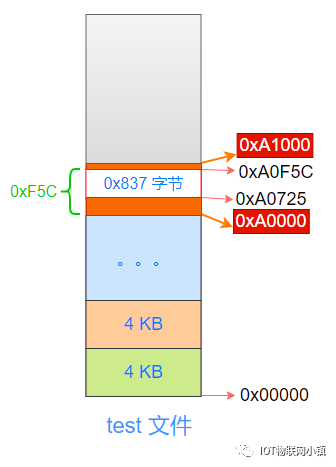 0xA1000
0xA0F5C
0x837 字节
0xF5C
0xA0725
0xA0000
。。。
4 KB
4 KB
0x00000
test 文件
IOT物联网小镇